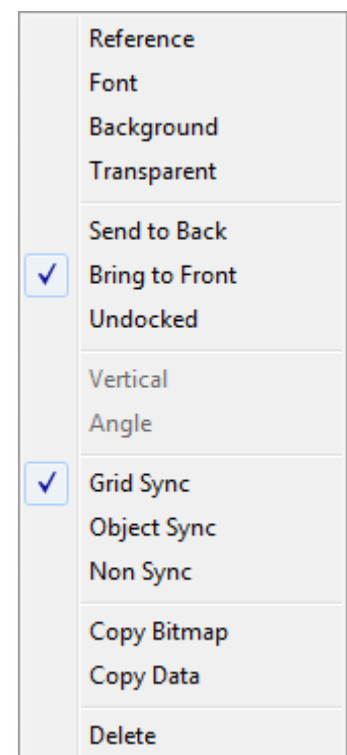 Reference
Font
Background
Transparent
Send to Back
Bring to Front
Undocked
Vertical
Angle
Grid Sync
Object Sync
Non Sync
Copy Bitmap
Copy Data
Delete